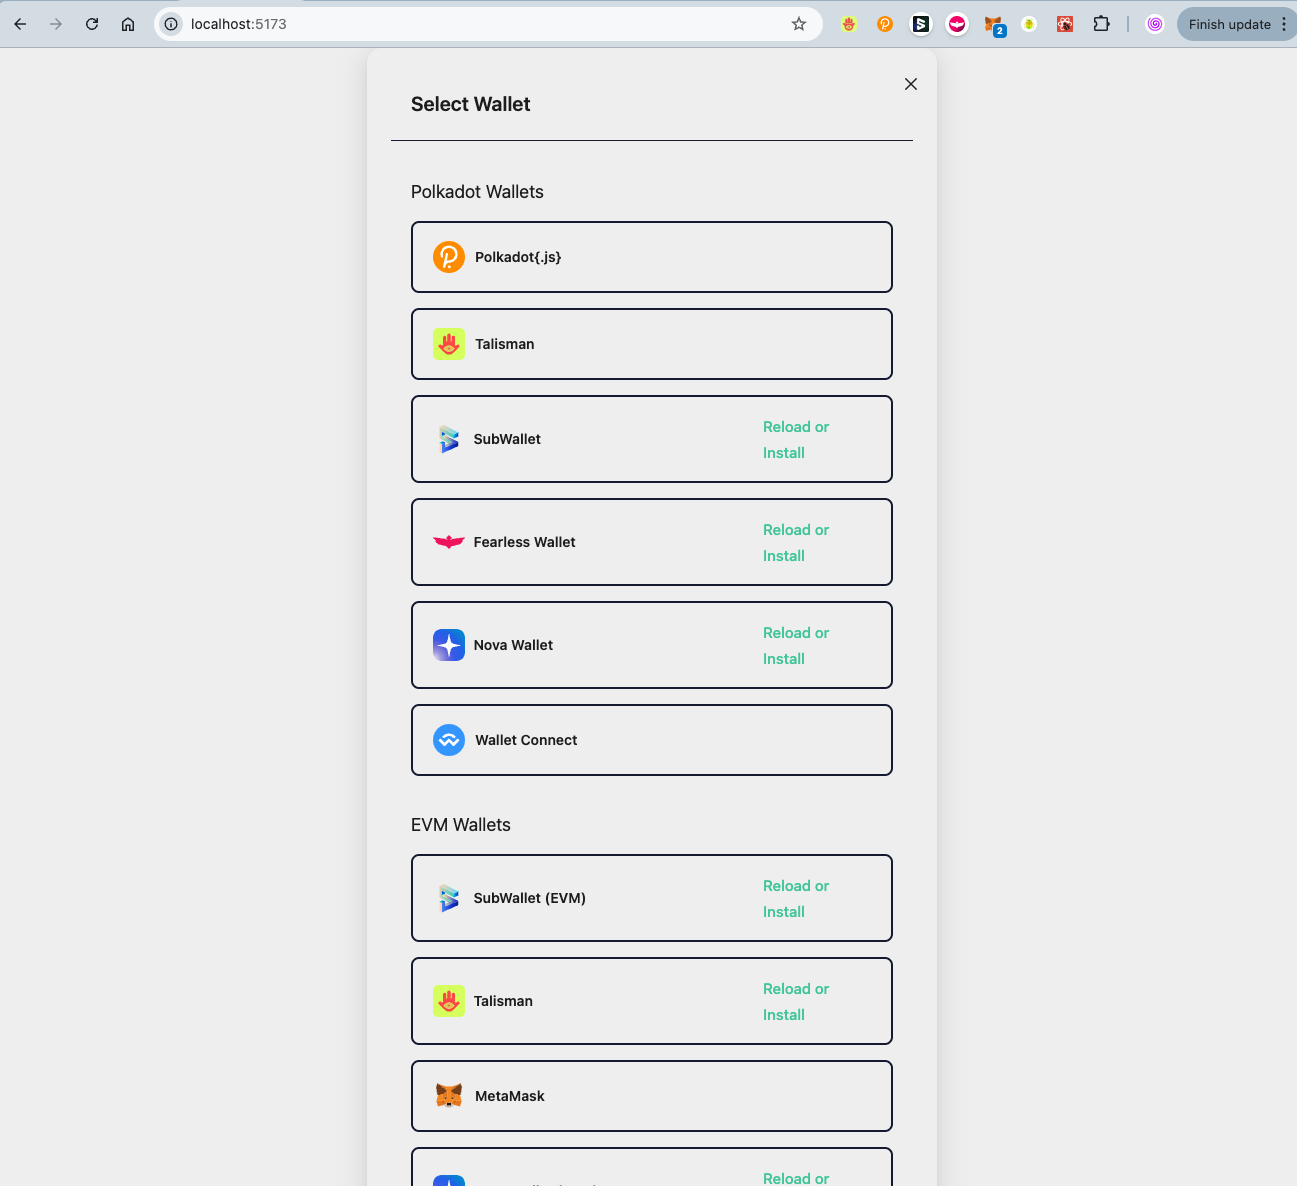 localhost:5173
2
Finish update
Select Wallet
Polkadot Wallets
Polkadot{.js}
Talisman
SubWallet
Reload or
Install
Fearless Wallet
Reload or
Install
Nova Wallet
Reload or
Install
Wallet Connect
EVM Wallets
SubWallet (EVM)
Reload or
Install
Talisman
Reload or
Install
MetaMask
Reload or